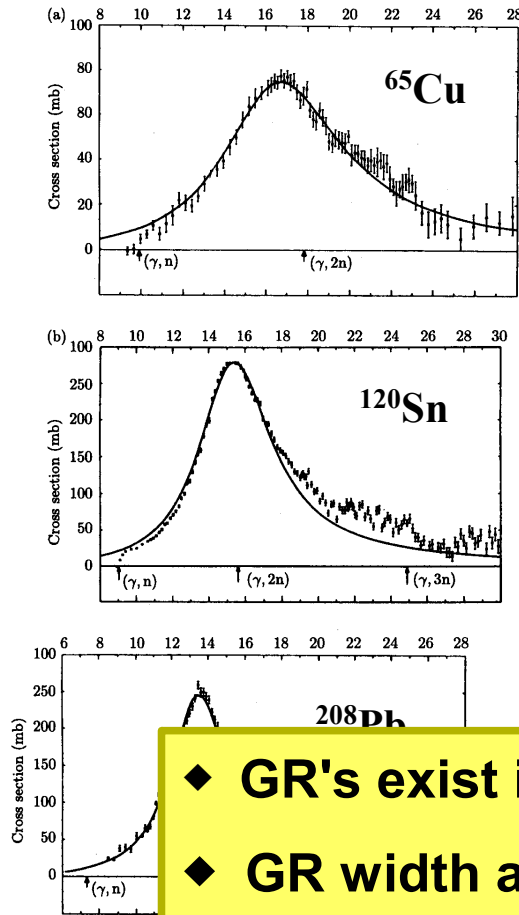 (a) 8 10 12 14 16 18 20 22 24 26 28
100
80
60
40
20
0
Cross section (mb)
⁶⁵Cu
(γ, n)
(γ, 2n)
(b) 8 10 12 14 16 18 20 22 24 26 28 30
100
300
250
200
150
100
50
0
Cross section (mb)
¹²⁰Sn
(γ, n)
(γ, 2n)
(γ, 3n)
6 8 10 12 14 16 18 20 22 24 26 28
100
250
200
150
100
50
0
Cross section (mb)
²⁰⁸Pb
(γ, n)
◆ GR's exist
◆ GR width a